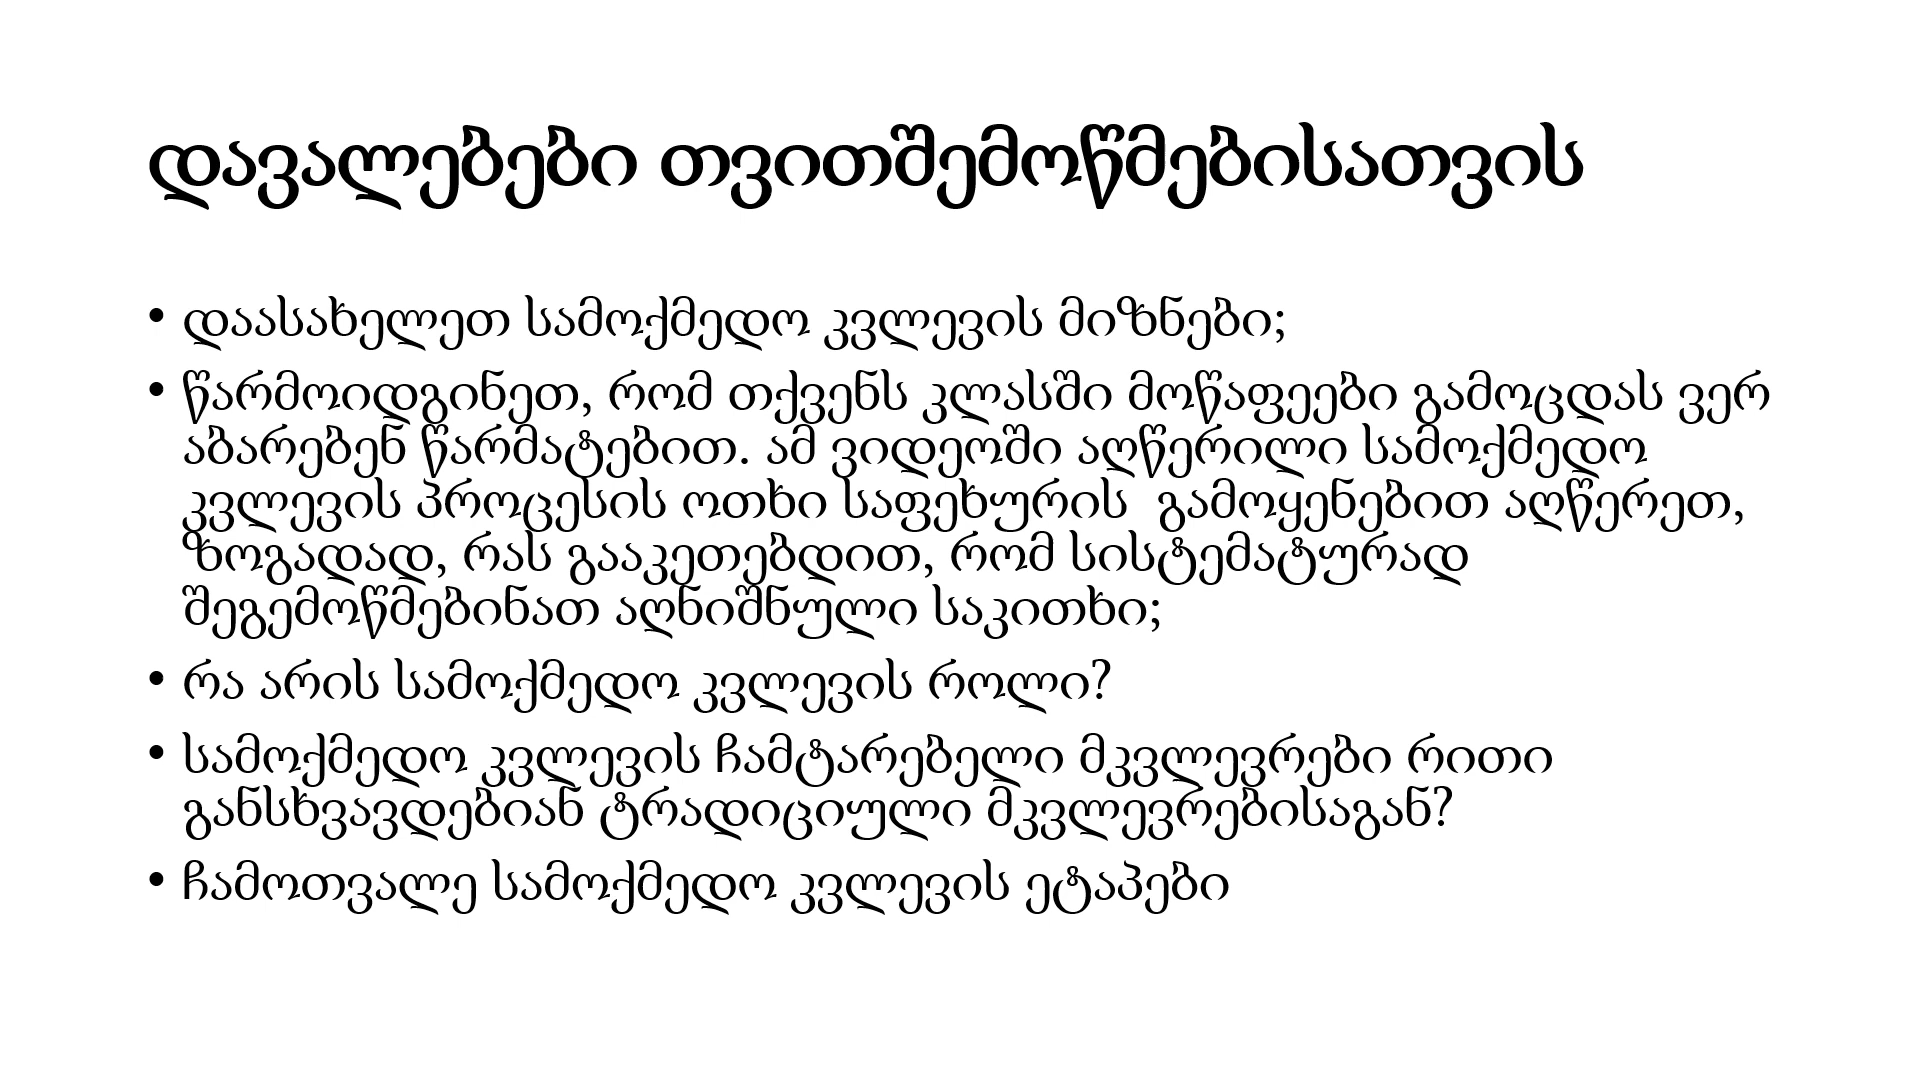 დავალებები თვითშემოწმებისათვის
• დაასახელეთ სამოქმედო კვლევის მიზნები;
• წარმოიდგინეთ, რომ თქვენს კლასში მოწაფეები გამოცდას ვერ
აბარებენ წარმატებით. ამ ვიდეოში აღწერილი სამოქმედო
კვლევის პროცესის ოთხი საფეხურის გამოყენებით აღწერეთ,
ზოგადად, რას გააკეთებდით, რომ სისტემატურად
შეგემოწმებინათ აღნიშნული საკითხი;
• რა არის სამოქმედო კვლევის როლი?
• სამოქმედო კვლევის ჩამტარებელი მკვლევრები რითი
განსხვავდებიან ტრადიციული მკვლევრებისაგან?
• ჩამოთვალე სამოქმედო კვლევის ეტაპები